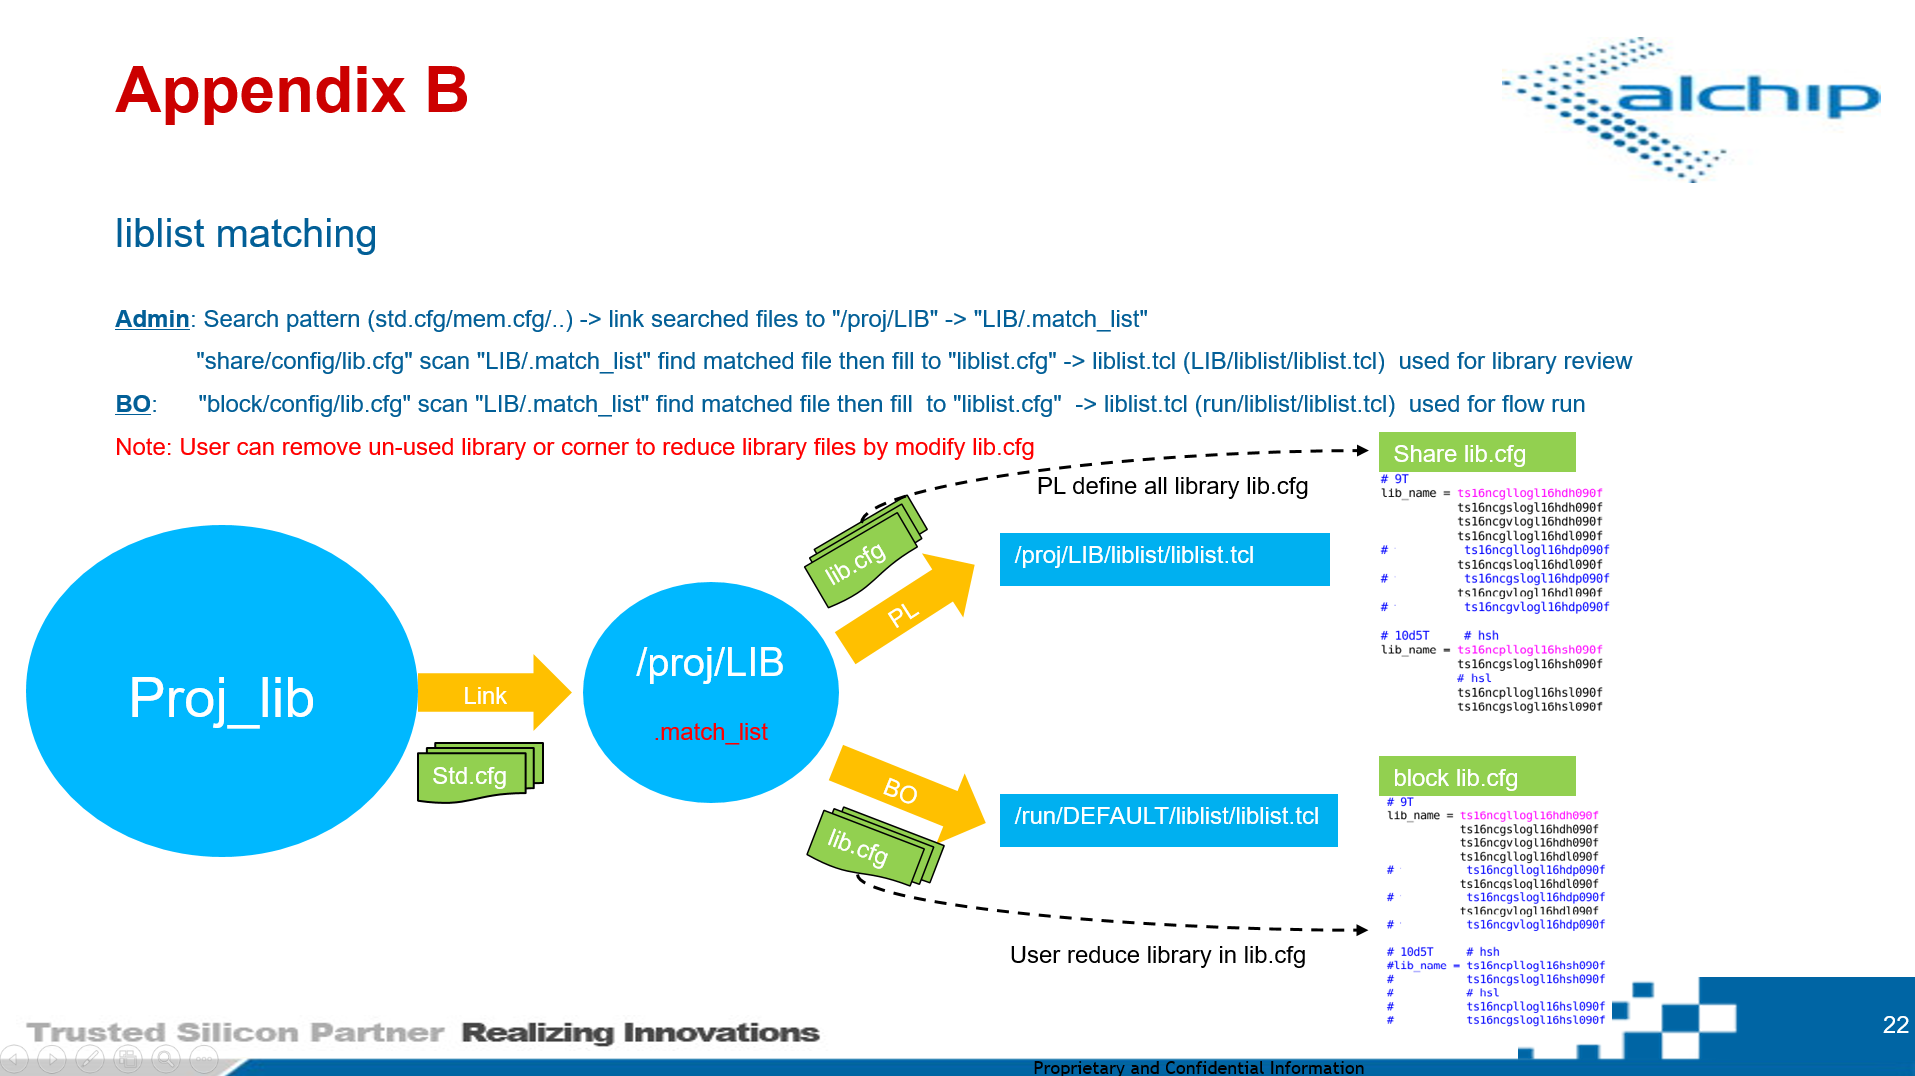 Appendix B
alchip
liblist matching
Admin: Search pattern (std.cfg/mem.cfg/..) -> link searched files to "/proj/LIB" -> "LIB/.match_list"
"share/config/lib.cfg" scan "LIB/.match_list" find matched file then fill to "liblist.cfg" -> liblist.tcl (LIB/liblist/liblist.tcl) used for library review
BO: "block/config/lib.cfg" scan "LIB/.match_list" find matched file then fill to "liblist.cfg" -> liblist.tcl (run/liblist/liblist.tcl) used for flow run
Note: User can remove un-used library or corner to reduce library files by modify lib.cfg
Proj_lib
Link
Std.cfg
/proj/LIB
.match_list
lib.cfg
PL
PL define all library lib.cfg
/proj/LIB/liblist/liblist.tcl
BO
lib.cfg
/run/DEFAULT/liblist/liblist.tcl
User reduce library in lib.cfg
Share lib.cfg
# 9T
lib_name = ts16ncgllogl16hdh090f
ts16ncgslogl16hdh090f
ts16ncgvlogl16hdh090f
ts16ncgllogl16hdl090f
# ts16ncgllogl16hdp090f
ts16ncgslogl16hdl090f
# ts16ncgslogl16hdp090f
ts16ncgvlogl16hdl090f
# ts16ncgvlogl16hdp090f
# 10d5T # hsh
lib_name = ts16ncpllogl16hsh090f
ts16ncgslogl16hsh090f
# hsl
ts16ncpllogl16hsl090f
ts16ncgslogl16hsl090f
block lib.cfg
# 9T
lib_name = ts16ncgllogl16hdh090f
ts16ncgslogl16hdh090f
ts16ncgvlogl16hdh090f
ts16ncgllogl16hdl090f
# ts16ncgllogl16hdp090f
ts16ncgslogl16hdl090f
# ts16ncgslogl16hdp090f
ts16ncgvlogl16hdl090f
# ts16ncgvlogl16hdp090f
# 10d5T # hsh
#lib_name = ts16ncpllogl16hsh090f
# ts16ncgslogl16hsh090f
# # hsl
# ts16ncpllogl16hsl090f
# ts16ncgslogl16hsl090f
Trusted Silicon Partner Realizing Innovations
22
Proprietary and Confidential Information